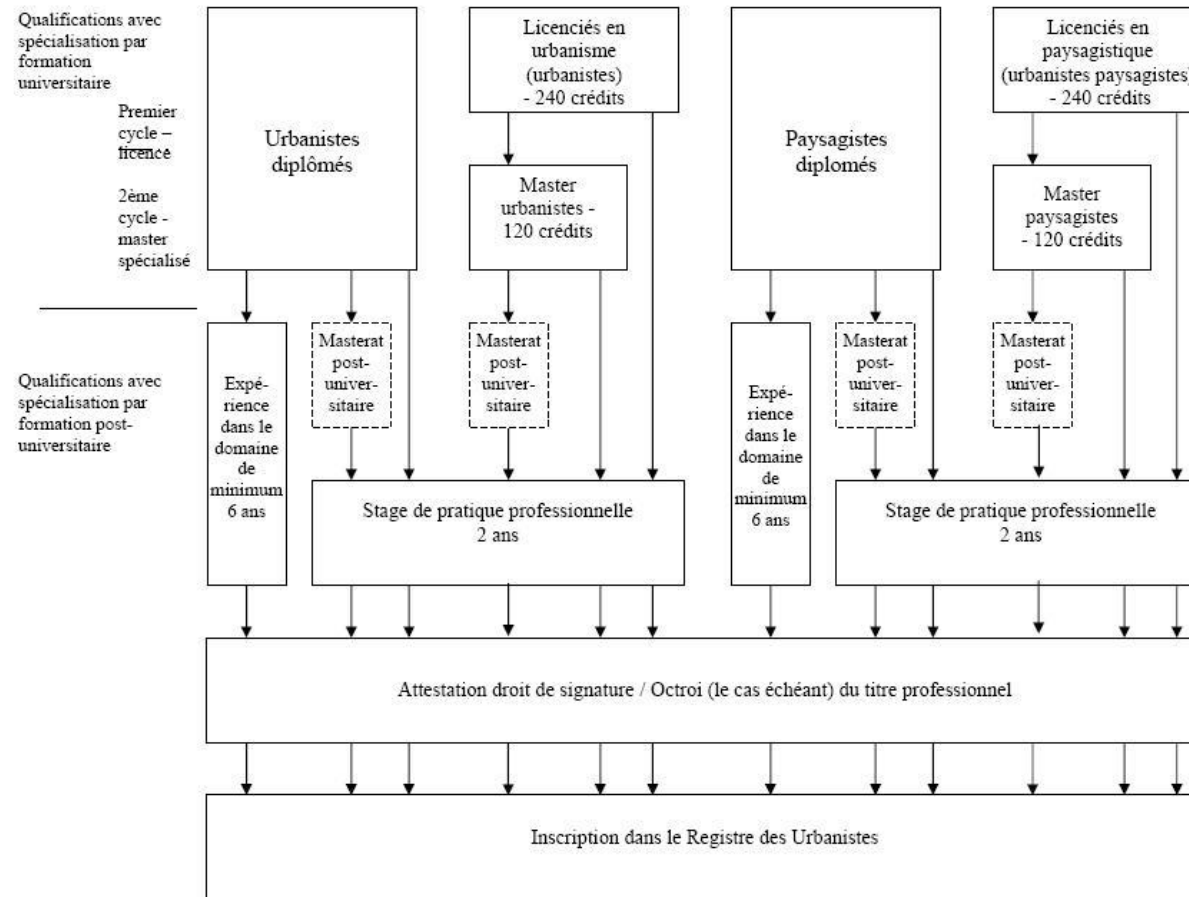 Qualifications avec
spécialisation par
formation
universitaire
Premier
cycle –
licence
2ème
cycle -
master
spécialisé
Urbanistes
diplômés
Licenciés en
urbanisme
(urbanistes)
- 240 crédits
Master
urbanistes -
120 crédits
Paysagistes
diplomés
Licenciés en
paysagistique
(urbanistes paysagistes)
- 240 crédits
Master
paysagistes
- 120 crédits
Qualifications avec
spécialisation par
formation post-
universitaire
Expé-
rience
dans le
domaine
de
minimum
6 ans
Masterat
post-
univer-
sitaire
Masterat
post-
univer-
sitaire
Stage de pratique professionnelle
2 ans
Expé-
rience
dans le
domaine
de
minimum
6 ans
Masterat
post-
univer-
sitaire
Masterat
post-
univer-
sitaire
Stage de pratique professionnelle
2 ans
Attestation droit de signature / Octroi (le cas échéant) du titre professionnel
Inscription dans le Registre des Urbanistes